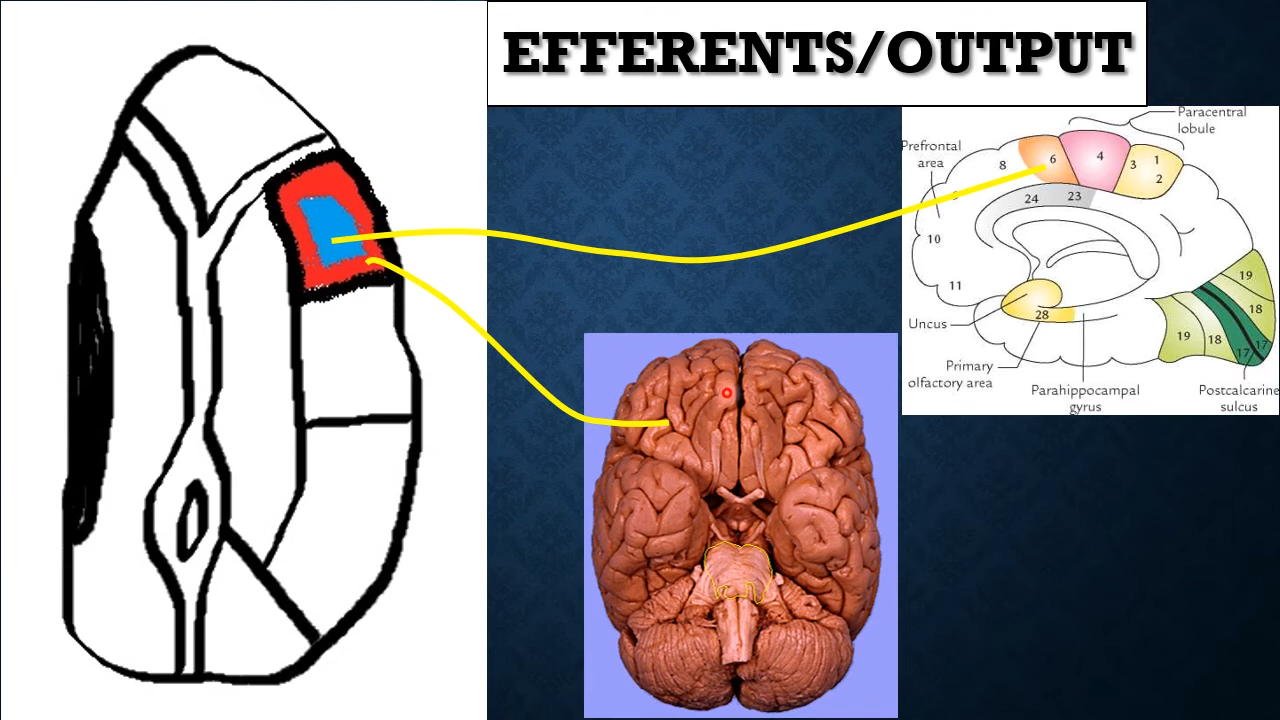 EFFERENTS/OUTPUT
Paracentral
lobule
Prefrontal
area
8
6
4
3
1
2
9
24
23
10
11
28
Uncus
Primary
olfactory area
Parahippocampal
gyrus
19
18
17
17
19
18
Postcalcarine
sulcus